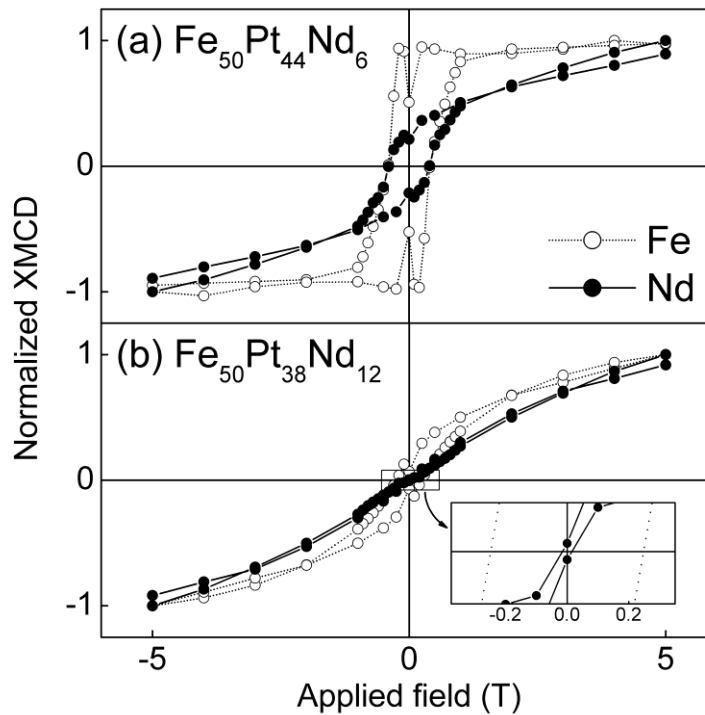 (a) Fe₅₀Pt₄₄Nd₆
1
0
-1
Fe
Nd
(b) Fe₅₀Pt₃₈Nd₁₂
1
0
-1
-0.2 0.0 0.2
-5 0 5
Applied field (T)
Normalized XMCD